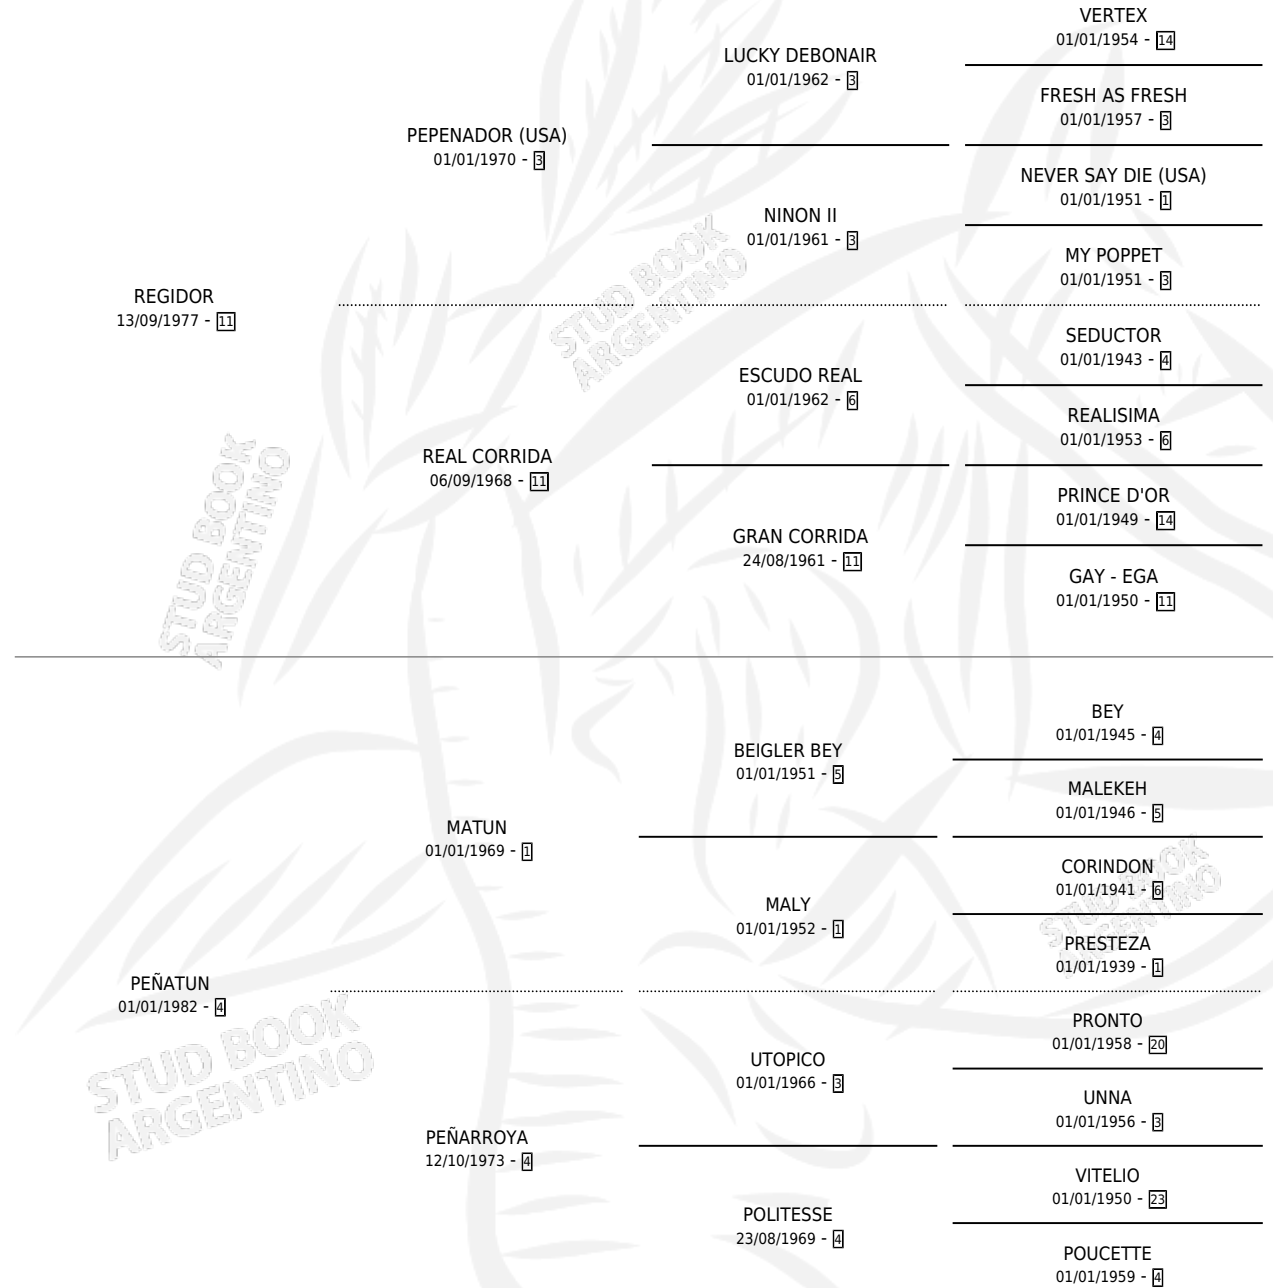 VERTEX
01/01/1954 - 14
LUCKY DEBONAIR
01/01/1962 - 3
FRESH AS FRESH
01/01/1957 - 3
PEPENADOR (USA)
01/01/1970 - 3
NEVER SAY DIE (USA)
01/01/1951 - 1
NINON II
01/01/1961 - 3
MY POPPET
01/01/1951 - 3
REGIDOR
13/09/1977 - 11
SEDUCTOR
01/01/1943 - 4
ESCUDO REAL
01/01/1962 - 6
REALISIMA
01/01/1953 - 6
REAL CORRIDA
06/09/1968 - 11
PRINCE D'OR
01/01/1949 - 14
GRAN CORRIDA
24/08/1961 - 11
GAY - EGA
01/01/1950 - 11
BEY
01/01/1945 - 4
BEIGLER BEY
01/01/1951 - 5
MALEKEH
01/01/1946 - 5
MATUN
01/01/1969 - 1
CORINDON
01/01/1941 - 6
MALY
01/01/1952 - 1
PRESTEZA
01/01/1939 - 1
PEÑATUN
01/01/1982 - 4
PRONTO
01/01/1958 - 20
UTOPICO
01/01/1966 - 3
UNNA
01/01/1956 - 3
PEÑARROYA
12/10/1973 - 4
VITELIO
01/01/1950 - 23
POLITESSE
23/08/1969 - 4
POUCETTE
01/01/1959 - 4
STUD BOOK
ARGENTINO
STUD BOOK
ARGENTINO
STUD BOOK
ARGENTINO
STUD BOOK
ARGENTINO